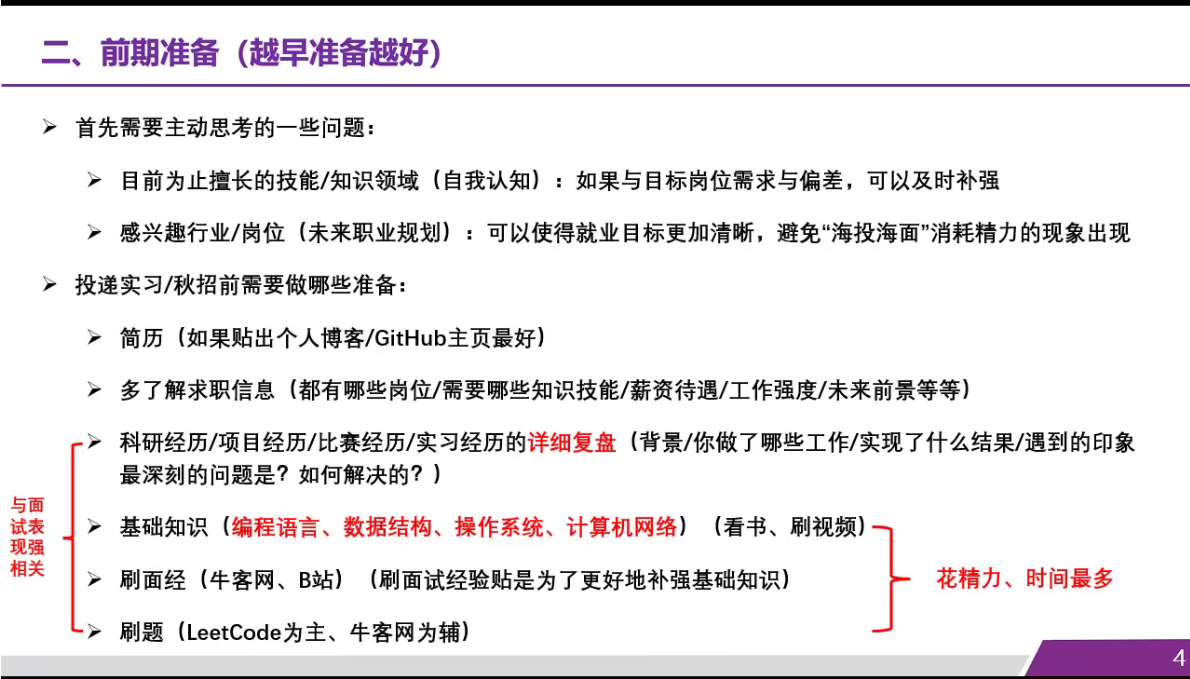 二、前期准备（越早准备越好）
首先需要主动思考的一些问题：
目前为止擅长的技能/知识领域（自我认知）：如果与目标岗位需求与偏差，可以及时补强
感兴趣行业/岗位（未来职业规划）：可以使得就业目标更加清晰，避免“海投海面”消耗精力的现象出现
投递实习/秋招前需要做哪些准备：
简历（如果贴出个人博客/GitHub主页最好）
多了解求职信息（都有哪些岗位/需要哪些知识技能/薪资待遇/工作强度/未来前景等等）
科研经历/项目经历/比赛经历/实习经历的详细复盘（背景/你做了哪些工作/实现了什么结果/遇到的印象
最深刻的问题是？如何解决的？）
基础知识（编程语言、数据结构、操作系统、计算机网络）（看书、刷视频）
刷面经（牛客网、B站）（刷面试经验贴是为了更好地补强基础知识）
刷题（LeetCode为主、牛客网为辅）
与面
试表
现强
相关
花精力、时间最多
4